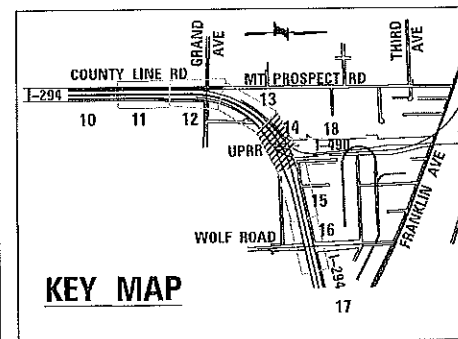 GRAND
AVE
THIRD
AVE
COUNTY LINE RD
MT PROSPECT RD
I-294
10
11
12
13
14
18
I-490
UPRR
15
16
WOLF ROAD
I-294
FRANKLIN AVE
17
KEY MAP